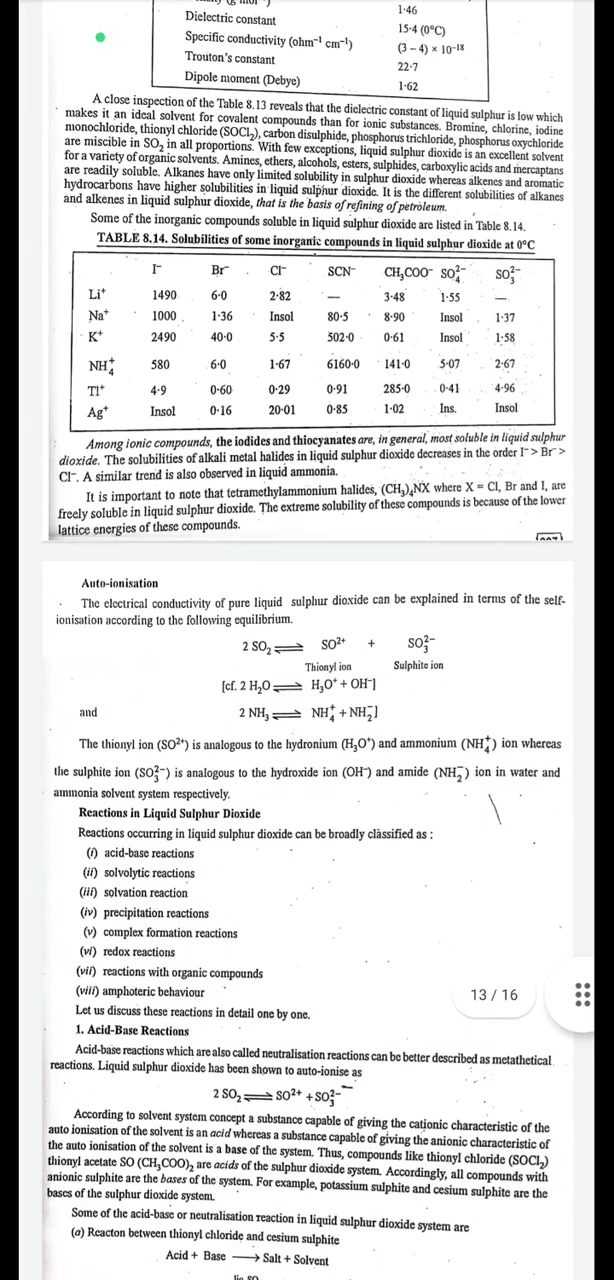 Dielectric constant 1·46
Specific conductivity (ohm⁻¹ cm⁻¹) 15·4 (0°C)
Trouton's constant (3 – 4) × 10⁻¹⁸
Dipole moment (Debye) 22·7
1·62
A close inspection of the Table 8.13 reveals that the dielectric constant of liquid sulphur is low which
makes it an ideal solvent for covalent compounds than for ionic substances. Bromine, chlorine, iodine
monochloride, thionyl chloride (SOCl₂), carbon disulphide, phosphorus trichloride, phosphorus oxychloride
are miscible in SO₂ in all proportions. With few exceptions, liquid sulphur dioxide is an excellent solvent
for a variety of organic solvents. Amines, ethers, alcohols, esters, sulphides, carboxylic acids and mercaptans
are readily soluble. Alkanes have only limited solubility in sulphur dioxide whereas alkenes and aromatic
hydrocarbons have higher solubilities in liquid sulphur dioxide. It is the different solubilities of alkanes
and alkenes in liquid sulphur dioxide, that is the basis of refining of petroleum.
Some of the inorganic compounds soluble in liquid sulphur dioxide are listed in Table 8.14.
TABLE 8.14. Solubilities of some inorganic compounds in liquid sulphur dioxide at 0°C
I⁻ Br⁻ Cl⁻ SCN⁻ CH₃COO⁻ SO₄²⁻ SO₃²⁻
Li⁺ 1490 6·0 2·82 — 3·48 1·55 —
Na⁺ 1000 1·36 Insol 80·5 8·90 Insol 1·37
K⁺ 2490 40·0 5·5 502·0 0·61 Insol 1·58
NH₄⁺ 580 6·0 1·67 6160·0 141·0 5·07 2·67
Tl⁺ 4·9 0·60 0·29 0·91 285·0 0·41 4·96
Ag⁺ Insol 0·16 20·01 0·85 1·02 Ins. Insol
Among ionic compounds, the iodides and thiocyanates are, in general, most soluble in liquid sulphur
dioxide. The solubilities of alkali metal halides in liquid sulphur dioxide decreases in the order I⁻ > Br⁻ >
Cl⁻. A similar trend is also observed in liquid ammonia.
It is important to note that tetramethylammonium halides, (CH₃)₄NX where X = Cl, Br and I, are
freely soluble in liquid sulphur dioxide. The extreme solubility of these compounds is because of the lower
lattice energies of these compounds.
Auto-ionisation
The electrical conductivity of pure liquid sulphur dioxide can be explained in terms of the self-
ionisation according to the following equilibrium.
2 SO₂ ⇌ SO²⁺ + SO₃²⁻
Thionyl ion Sulphite ion
[cf. 2 H₂O ⇌ H₃O⁺ + OH⁻]
and 2 NH₃ ⇌ NH₄⁺ + NH₂⁻]
The thionyl ion (SO²⁺) is analogous to the hydronium (H₃O⁺) and ammonium (NH₄⁺) ion whereas
the sulphite ion (SO₃²⁻) is analogous to the hydroxide ion (OH⁻) and amide (NH₂⁻) ion in water and
ammonia solvent system respectively.
Reactions in Liquid Sulphur Dioxide
Reactions occurring in liquid sulphur dioxide can be broadly classified as :
(i) acid-base reactions
(ii) solvolytic reactions
(iii) solvation reaction
(iv) precipitation reactions
(v) complex formation reactions
(vi) redox reactions
(vii) reactions with organic compounds
(viii) amphoteric behaviour
13 / 16
Let us discuss these reactions in detail one by one.
1. Acid-Base Reactions
Acid-base reactions which are also called neutralisation reactions can be better described as metathetical
reactions. Liquid sulphur dioxide has been shown to auto-ionise as
2 SO₂ ⇌ SO²⁺ + SO₃²⁻
According to solvent system concept a substance capable of giving the cationic characteristic of the
auto ionisation of the solvent is an acid whereas a substance capable of giving the anionic characteristic of
the auto ionisation of the solvent is a base of the system. Thus, compounds like thionyl chloride (SOCl₂)
thionyl acetate SO (CH₃COO)₂ are acids of the sulphur dioxide system. Accordingly, all compounds with
anionic sulphite are the bases of the system. For example, potassium sulphite and cesium sulphite are the
bases of the sulphur dioxide system.
Some of the acid-base or neutralisation reaction in liquid sulphur dioxide system are
(a) Reacton between thionyl chloride and cesium sulphite
Acid + Base ⟶ Salt + Solvent